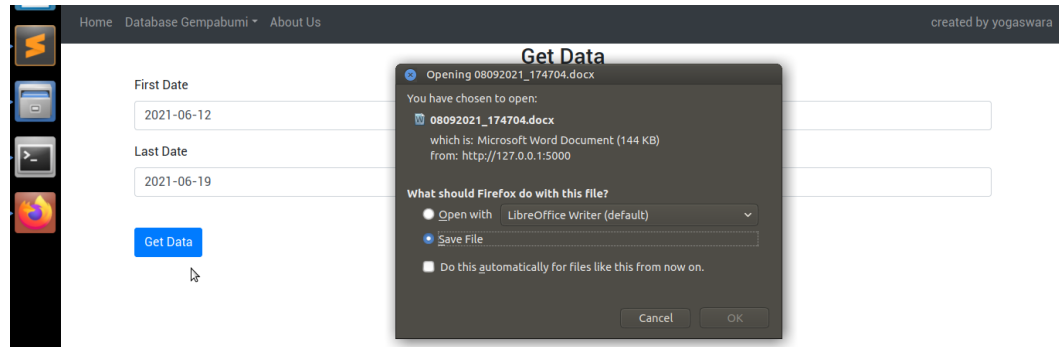 Home Database Gempabumi About Us created by yogaswara
Get Data
First Date
2021-06-12
Last Date
2021-06-19
Get Data
Opening 08092021_174704.docx
You have chosen to open:
08092021_174704.docx
which is: Microsoft Word Document (144 KB)
from: http://127.0.0.1:5000
What should Firefox do with this file?
Open with LibreOffice Writer (default)
Save File
Do this automatically for files like this from now on.
Cancel OK